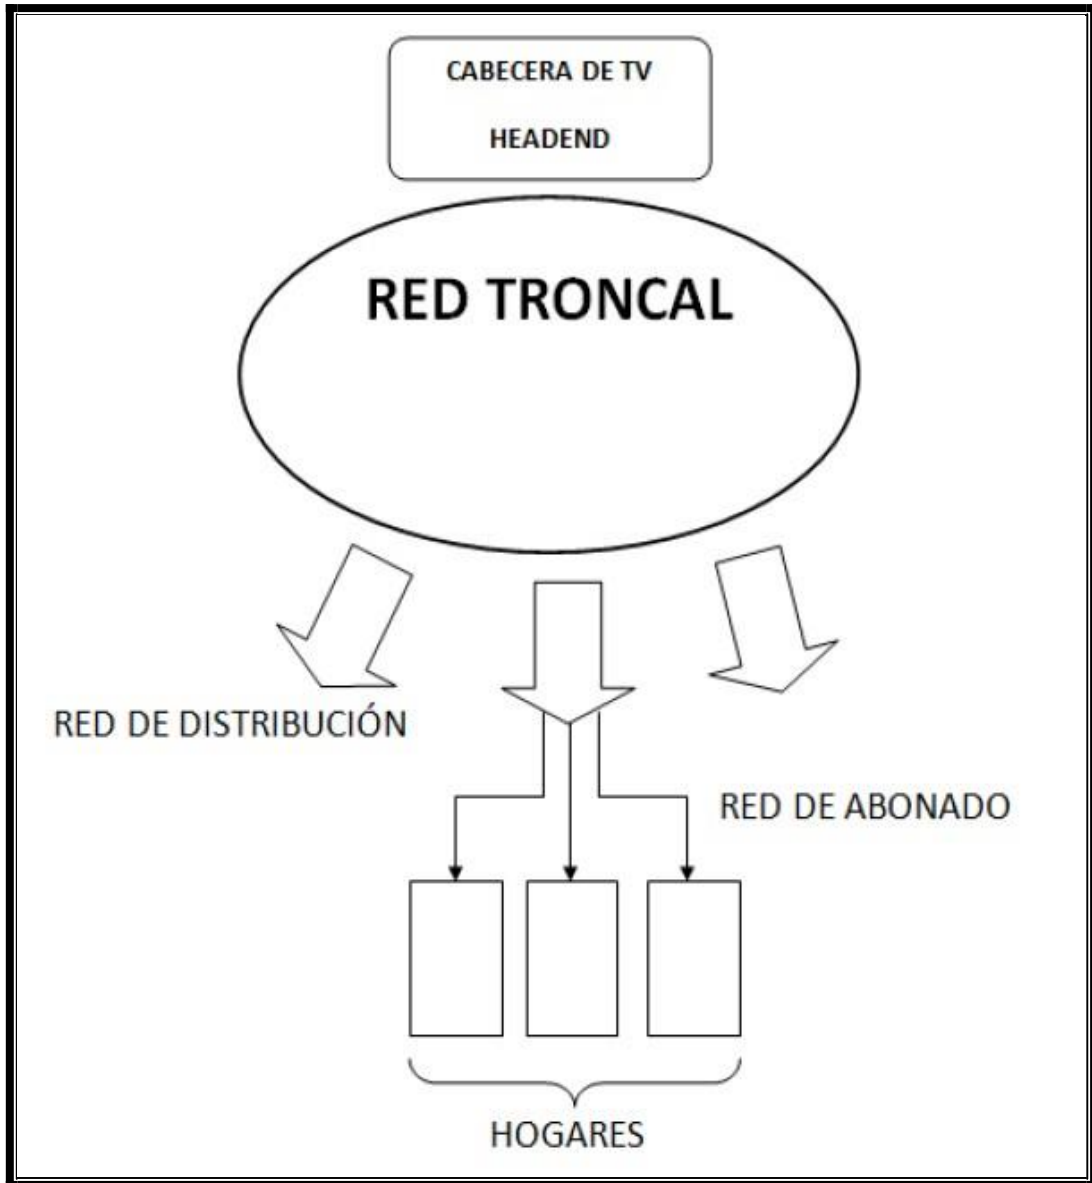 CABECERA DE TV
HEADEND
RED TRONCAL
RED DE DISTRIBUCIÓN
RED DE ABONADO
HOGARES